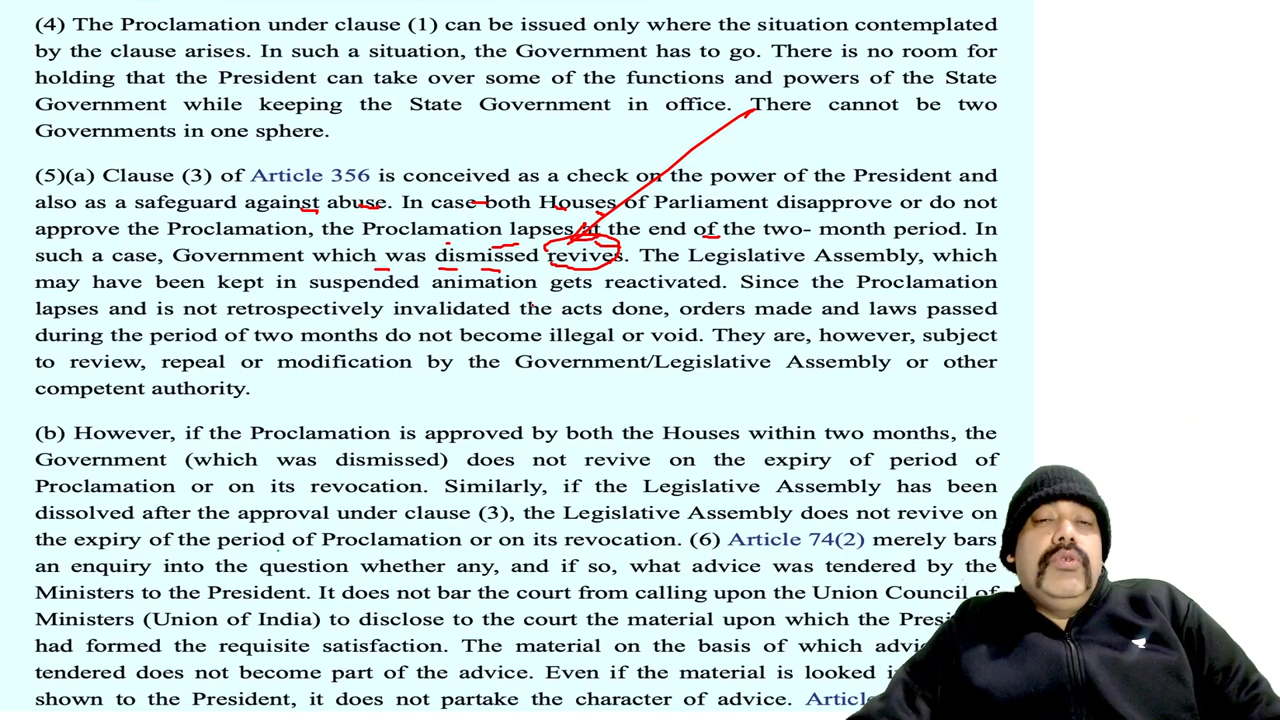 (4) The Proclamation under clause (1) can be issued only where the situation contemplated
by the clause arises. In such a situation, the Government has to go. There is no room for
holding that the President can take over some of the functions and powers of the State
Government while keeping the State Government in office. There cannot be two
Governments in one sphere.
(5)(a) Clause (3) of Article 356 is conceived as a check on the power of the President and
also as a safeguard against abuse. In case both Houses of Parliament disapprove or do not
approve the Proclamation, the Proclamation lapses at the end of the two- month period. In
such a case, Government which was dismissed revives. The Legislative Assembly, which
may have been kept in suspended animation gets reactivated. Since the Proclamation
lapses and is not retrospectively invalidated the acts done, orders made and laws passed
during the period of two months do not become illegal or void. They are, however, subject
to review, repeal or modification by the Government/Legislative Assembly or other
competent authority.
(b) However, if the Proclamation is approved by both the Houses within two months, the
Government (which was dismissed) does not revive on the expiry of period of
Proclamation or on its revocation. Similarly, if the Legislative Assembly has been
dissolved after the approval under clause (3), the Legislative Assembly does not revive on
the expiry of the period of Proclamation or on its revocation. (6) Article 74(2) merely bars
an enquiry into the question whether any, and if so, what advice was tendered by the
Ministers to the President. It does not bar the court from calling upon the Union Council of
Ministers (Union of India) to disclose to the court the material upon which the
had formed the requisite satisfaction. The material on the basis of which
tendered does not become part of the advice. Even if the material is looked
shown to the President, it does not partake the character of advice.